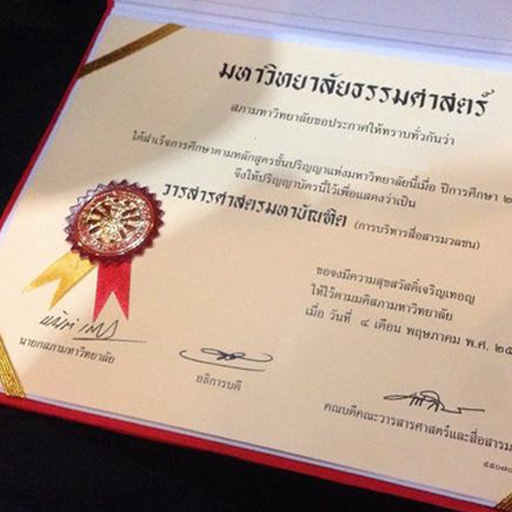 มหาวิทยาลัยธรรมศาสตร์
สภามหาวิทยาลัยขอประกาศให้ทราบทั่วกันว่า
ได้สำเร็จการศึกษาตามหลักสูตรชั้นปริญญาแห่งมหาวิทยาลัยนี้เมื่อ ปีการศึกษา ๒
จึงให้ปริญญาบัตรนี้ไว้เพื่อแสดงว่าเป็น
วารสารศาสตรมหาบัณฑิต (การบริหารสื่อสารมวลชน)
ขอจงมีความสุขสวัสดิ์เจริญเทอญ
ให้ไว้ตามมติสภามหาวิทยาลัย
เมื่อ วันที่ ๔ เดือน พฤษภาคม พ.ศ. ๒๕
นายกสภามหาวิทยาลัย
อธิการบดี
คณบดีคณะวารสารศาสตร์และสื่อสารม